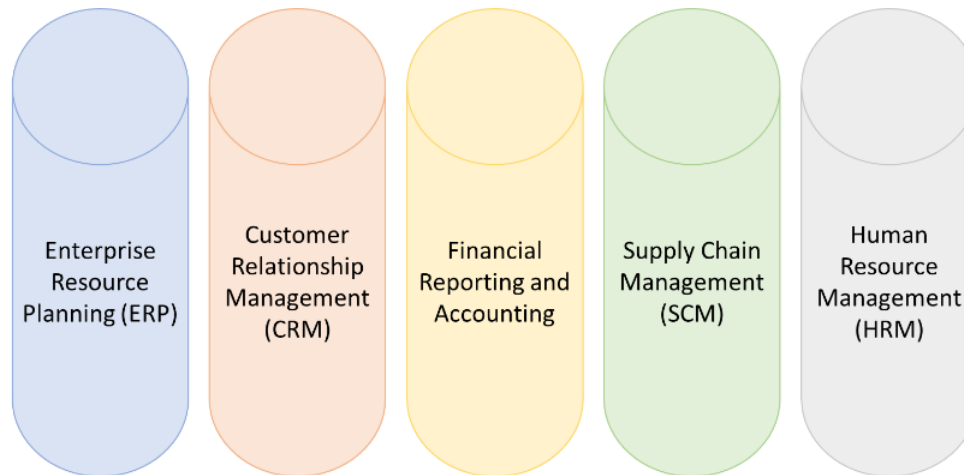 Enterprise
Resource
Planning (ERP)
Customer
Relationship
Management
(CRM)
Financial
Reporting and
Accounting
Supply Chain
Management
(SCM)
Human
Resource
Management
(HRM)